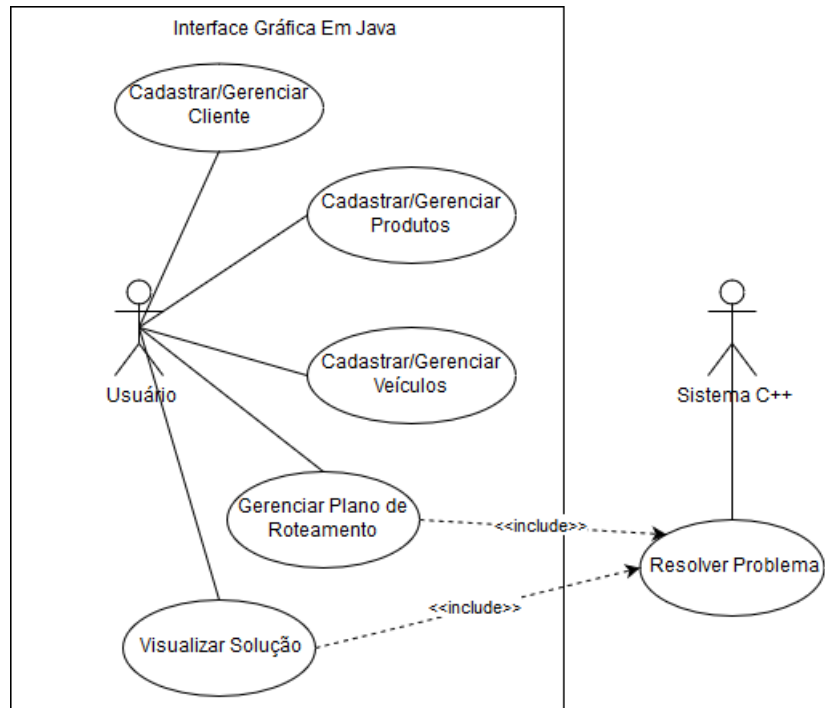 Interface Gráfica Em Java
Cadastrar/Gerenciar
Cliente
Cadastrar/Gerenciar
Produtos
Cadastrar/Gerenciar
Veículos
Usuário
Sistema C++
Gerenciar Plano de
Roteamento
<<include>>
Resolver Problema
<<include>>
Visualizar Solução